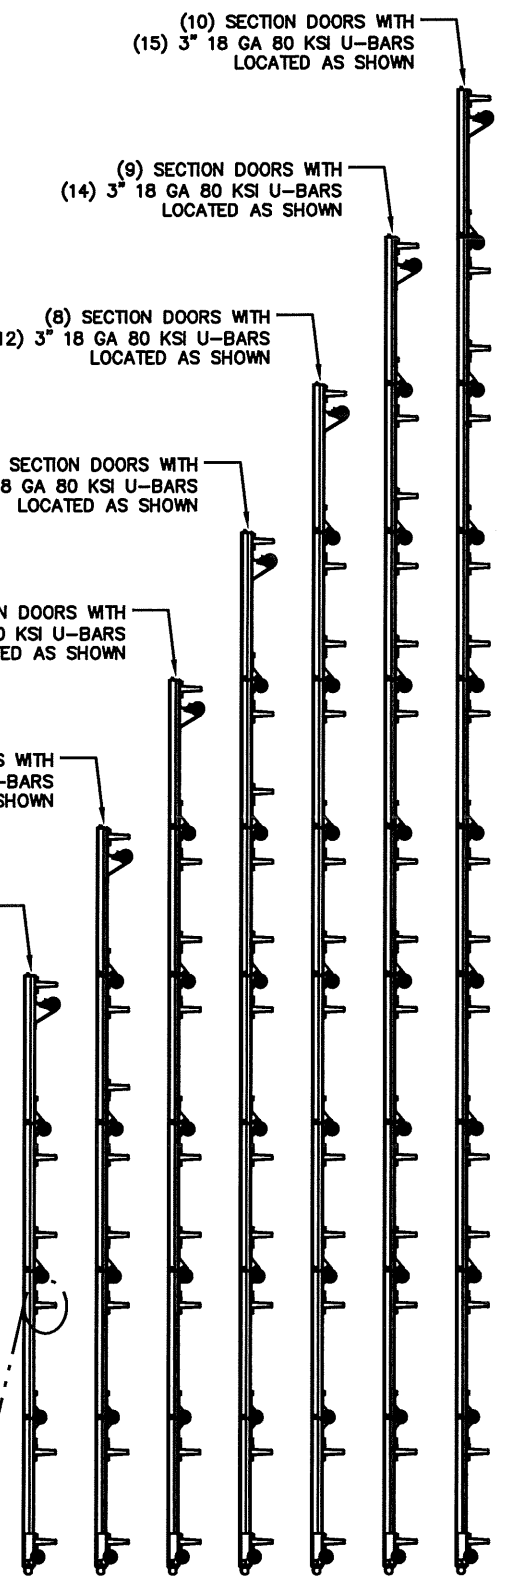 (10) SECTION DOORS WITH
(15) 3" 18 GA 80 KSI U-BARS
LOCATED AS SHOWN
(9) SECTION DOORS WITH
(14) 3" 18 GA 80 KSI U-BARS
LOCATED AS SHOWN
(8) SECTION DOORS WITH
12) 3" 18 GA 80 KSI U-BARS
LOCATED AS SHOWN
SECTION DOORS WITH
8 GA 80 KSI U-BARS
LOCATED AS SHOWN
N DOORS WITH
0 KSI U-BARS
TED AS SHOWN
S WITH
-BARS
SHOWN